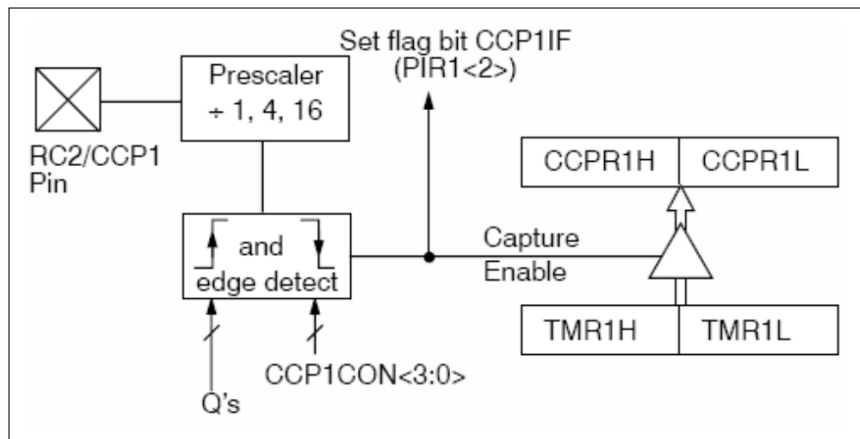 Set flag bit CCP1IF
(PIR1<2>)
Prescaler
÷ 1, 4, 16
RC2/CCP1
Pin
CCPR1H CCPR1L
and
edge detect
Capture
Enable
TMR1H TMR1L
CCP1CON<3:0>
Q's